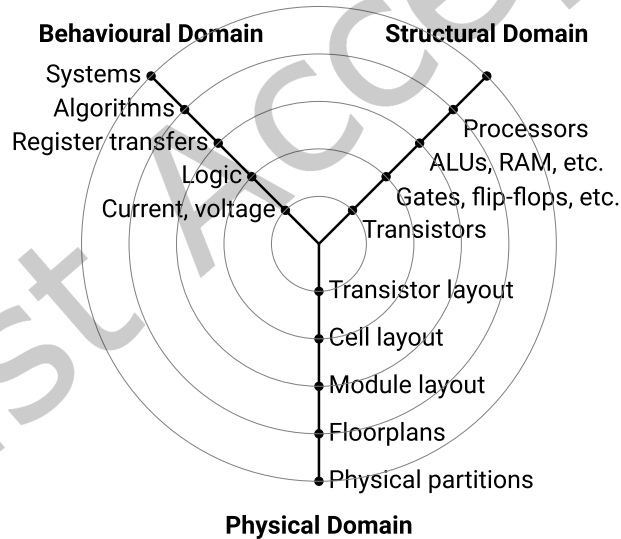 Behavioural Domain
Structural Domain
Systems
Algorithms
Register transfers
Logic
Current, voltage
Processors
ALUs, RAM, etc.
Gates, flip-flops, etc.
Transistors
Transistor layout
Cell layout
Module layout
Floorplans
Physical partitions
Physical Domain